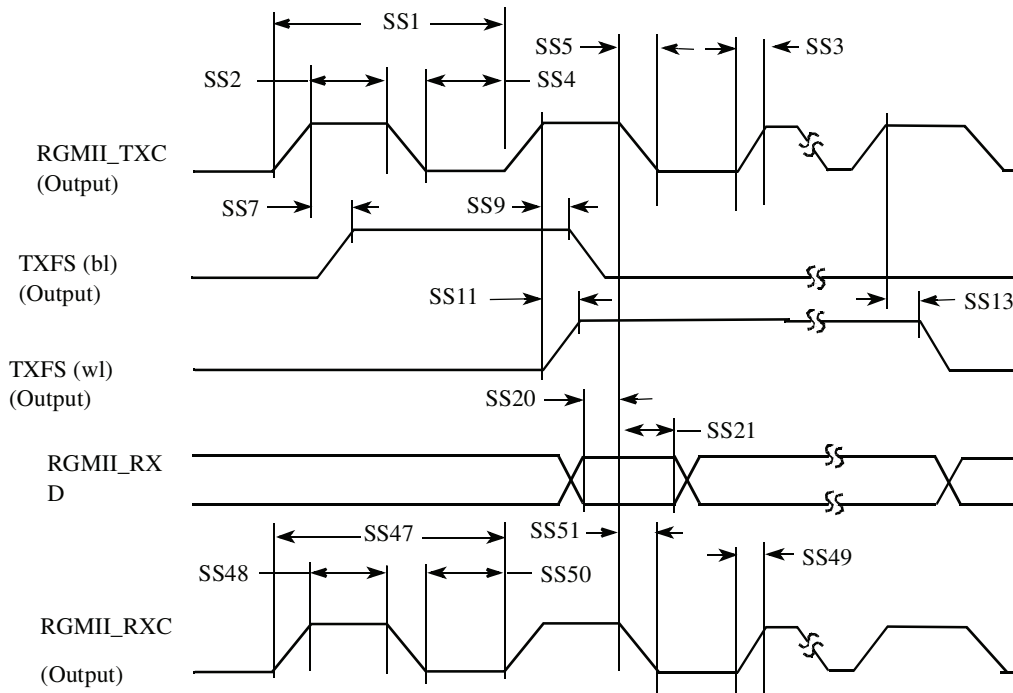 SS1
SS5
SS3
SS2
SS4
RGMII_TXC
(Output)
SS7
SS9
TXFS (bl)
(Output)
SS11
SS13
TXFS (wl)
(Output)
SS20
SS21
RGMII_RX
D
SS47
SS51
SS49
SS48
SS50
RGMII_RXC
(Output)